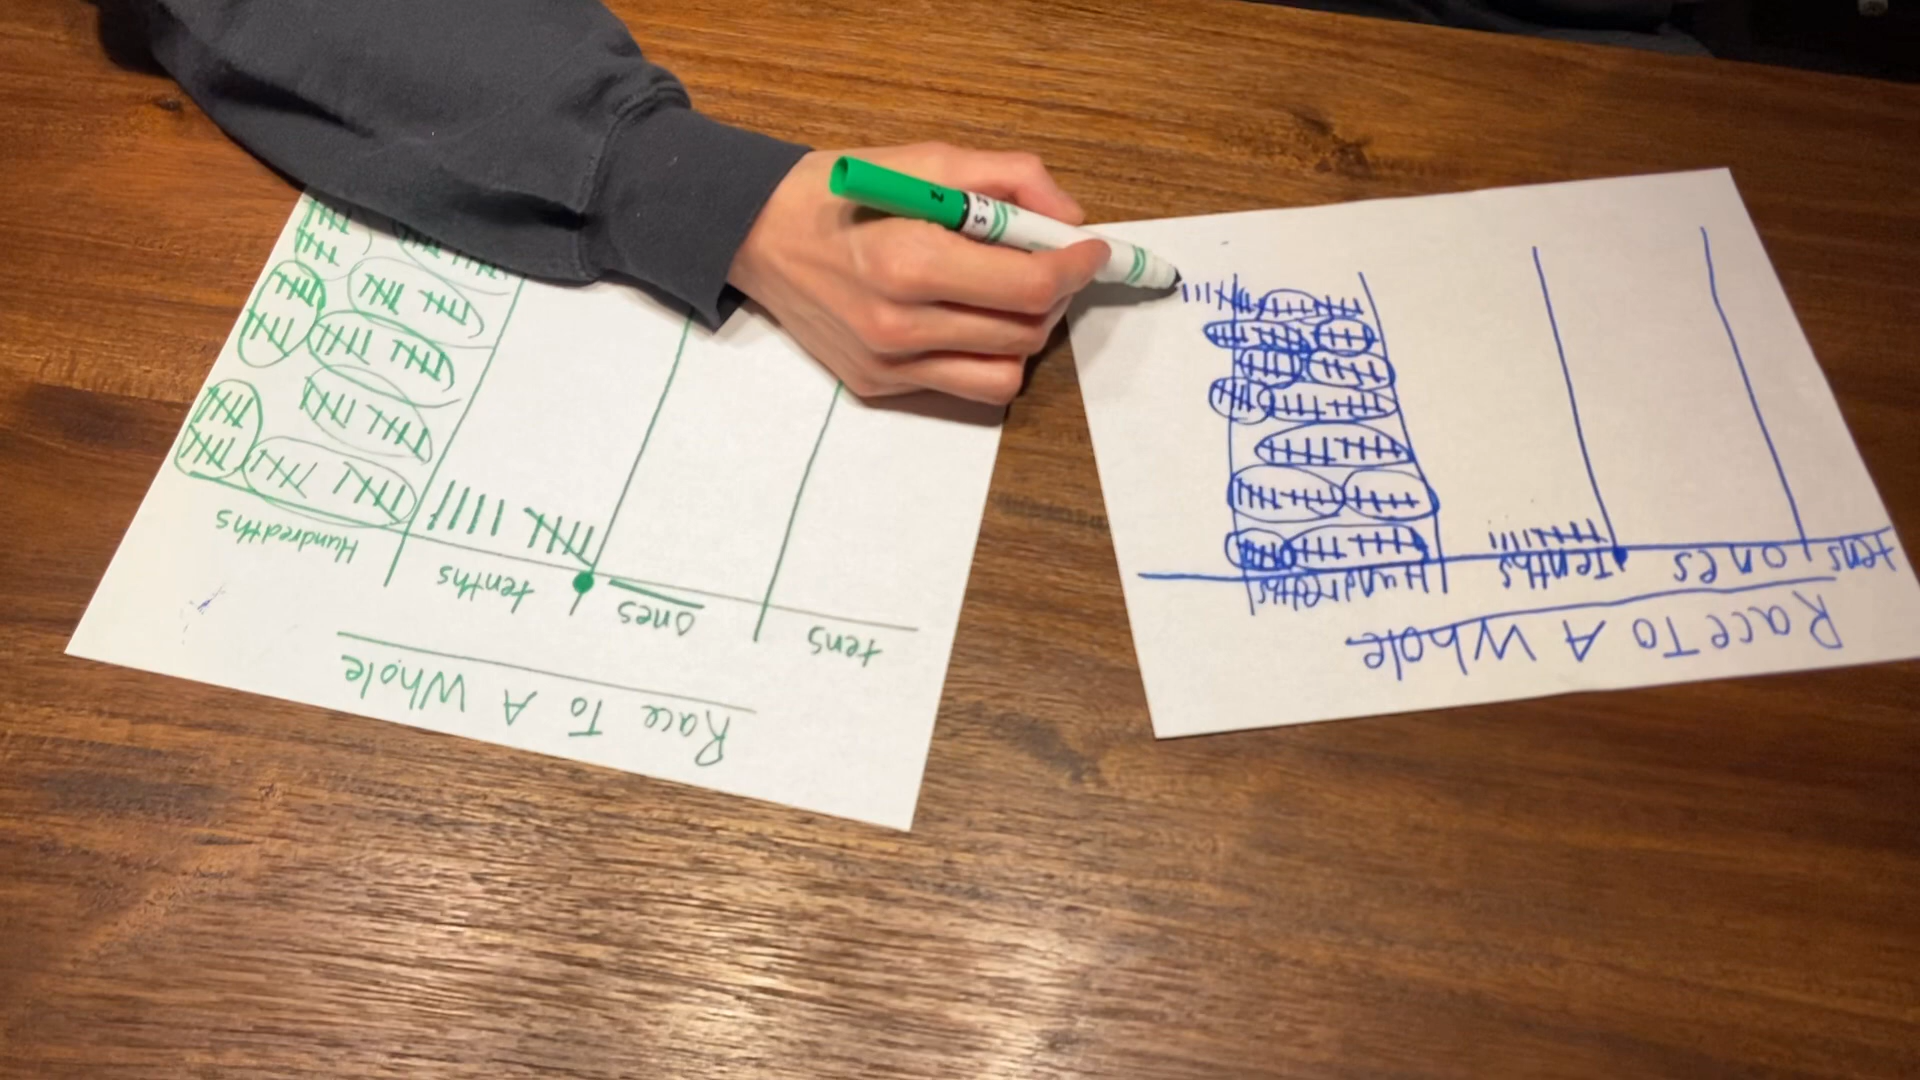 Race To A Whole
tens ones tenths Hundredths
Race To A Whole
tens ones Tenths Hundredths